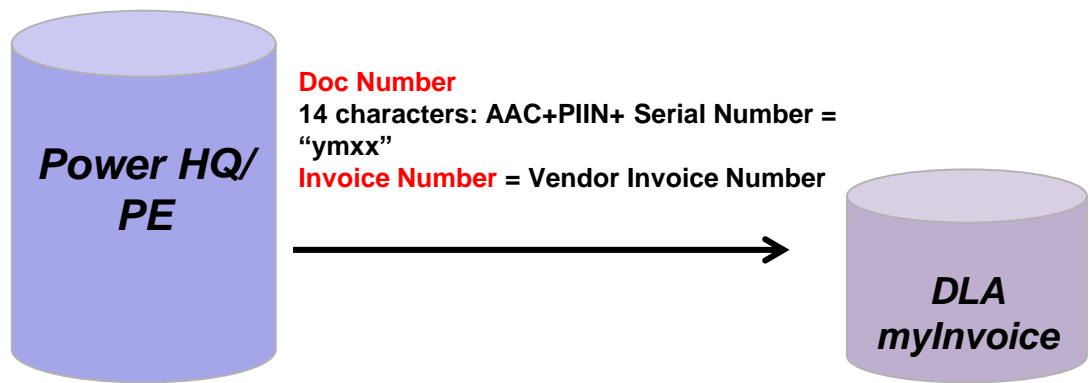 Power HQ/
PE
Doc Number
14 characters: AAC+PIIN+ Serial Number =
“ymxx”
Invoice Number = Vendor Invoice Number
DLA
myInvoice